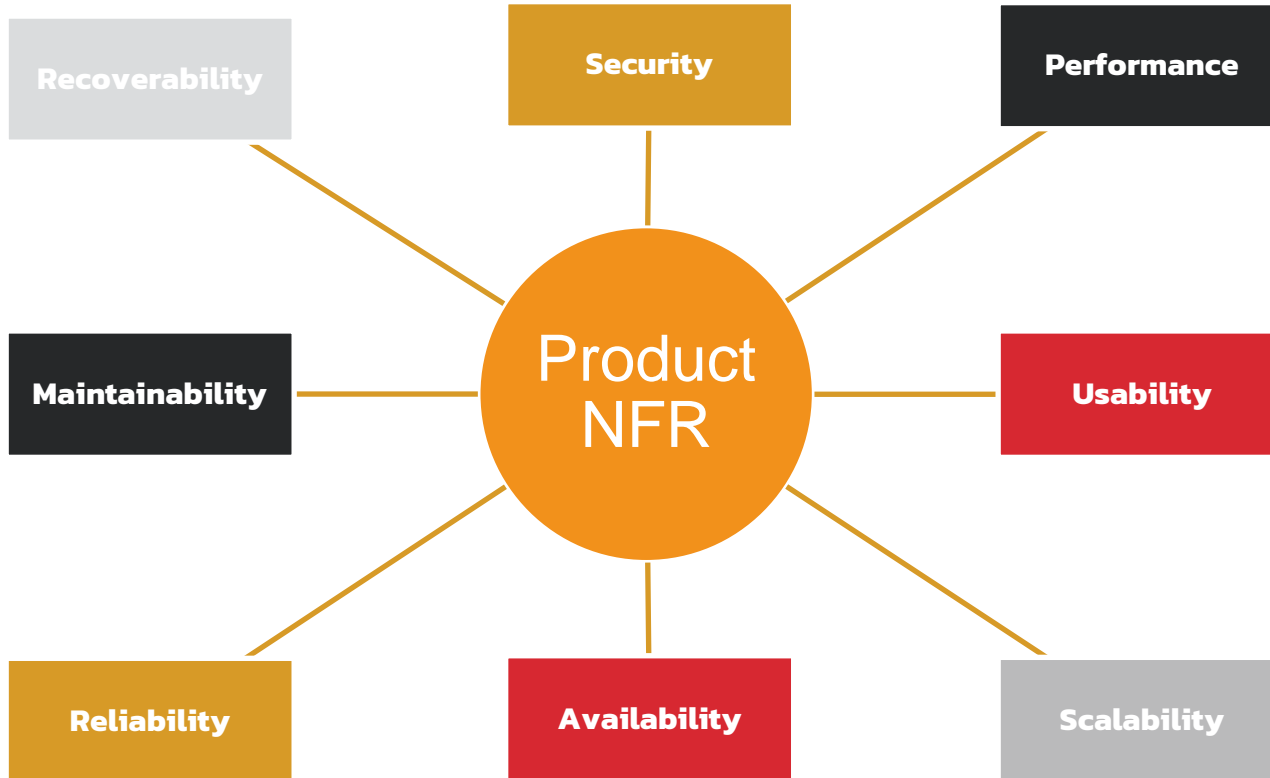 Recoverability
Security
Performance
Maintainability
Product
NFR
Usability
Reliability
Availability
Scalability